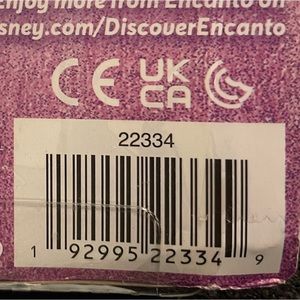 Enjoy more from Encanto on
sney.com/DiscoverEncanto
CE UK
CA
22334
1 92995 22334 9